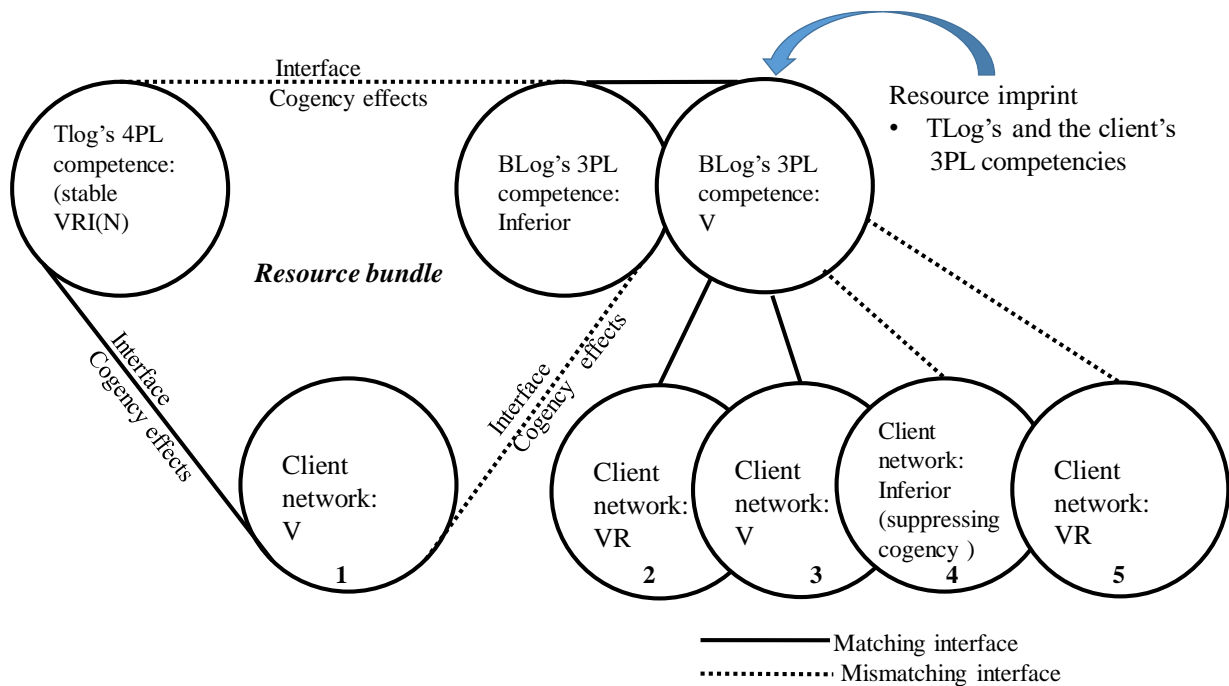 Interface
Cogency effects
Tlog's 4PL
competence:
(stable
VRI(N)
BLog's 3PL
competence:
Inferior
BLog's 3PL
competence:
V
Resource imprint
• TLog's and the client's
3PL competencies
Resource bundle
Interface
Cogency effects
Interface
Cogency effects
Client
network:
V
1
Client
network:
VR
2
Client
network:
V
3
Client
network:
Inferior
(suppressing
cogency )
4
Client
network:
VR
5
Matching interface
Mismatching interface